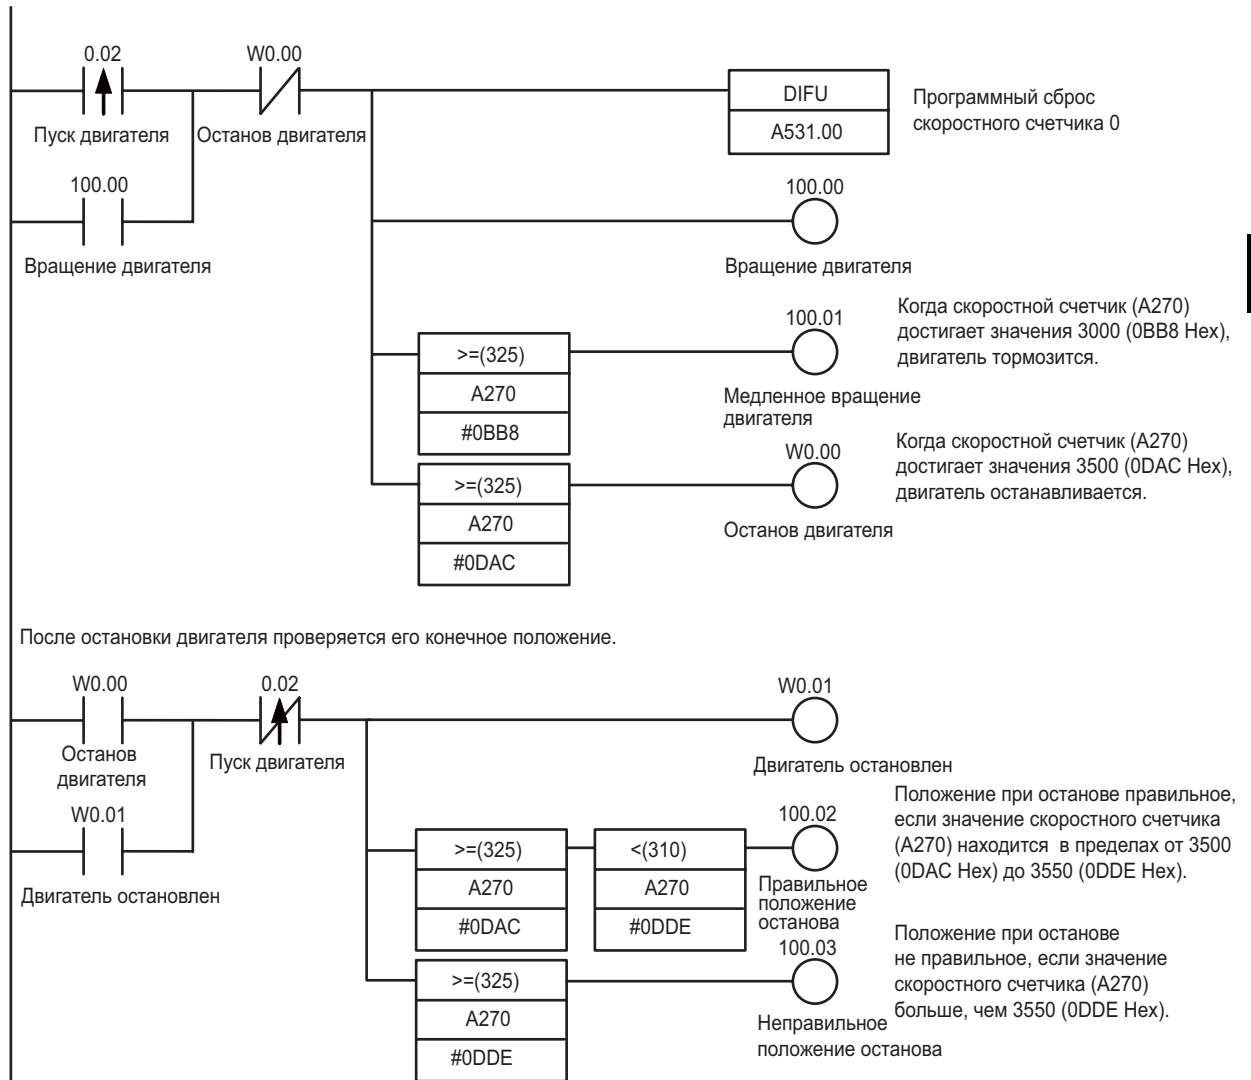 0.02
W0.00
DIFU
A531.00
Программный сброс
скоростного счетчика 0
Пуск двигателя
Останов двигателя
100.00
100.00
Вращение двигателя
Вращение двигателя
100.01
Когда скоростной счетчик (A270)
достигает значения 3000 (0BB8 Hex),
двигатель тормозится.
>=(325)
A270
#0BB8
Медленное вращение
двигателя
W0.00
Когда скоростной счетчик (A270)
достигает значения 3500 (0DAC Hex),
двигатель останавливается.
>=(325)
A270
#0DAC
Останов двигателя
После остановки двигателя проверяется его конечное положение.
W0.00
0.02
W0.01
Останов
двигателя
Пуск двигателя
Двигатель остановлен
W0.01
Двигатель остановлен
100.02
Положение при останове правильное,
если значение скоростного счетчика
(A270) находится в пределах от 3500
(0DAC Hex) до 3550 (0DDE Hex).
>=(325)
A270
#0DAC
<(310)
A270
#0DDE
Правильное
положение
останова
100.03
Положение при останове
не правильное, если значение
скоростного счетчика (A270)
больше, чем 3550 (0DDE Hex).
>=(325)
A270
#0DDE
Неправильное
положение останова